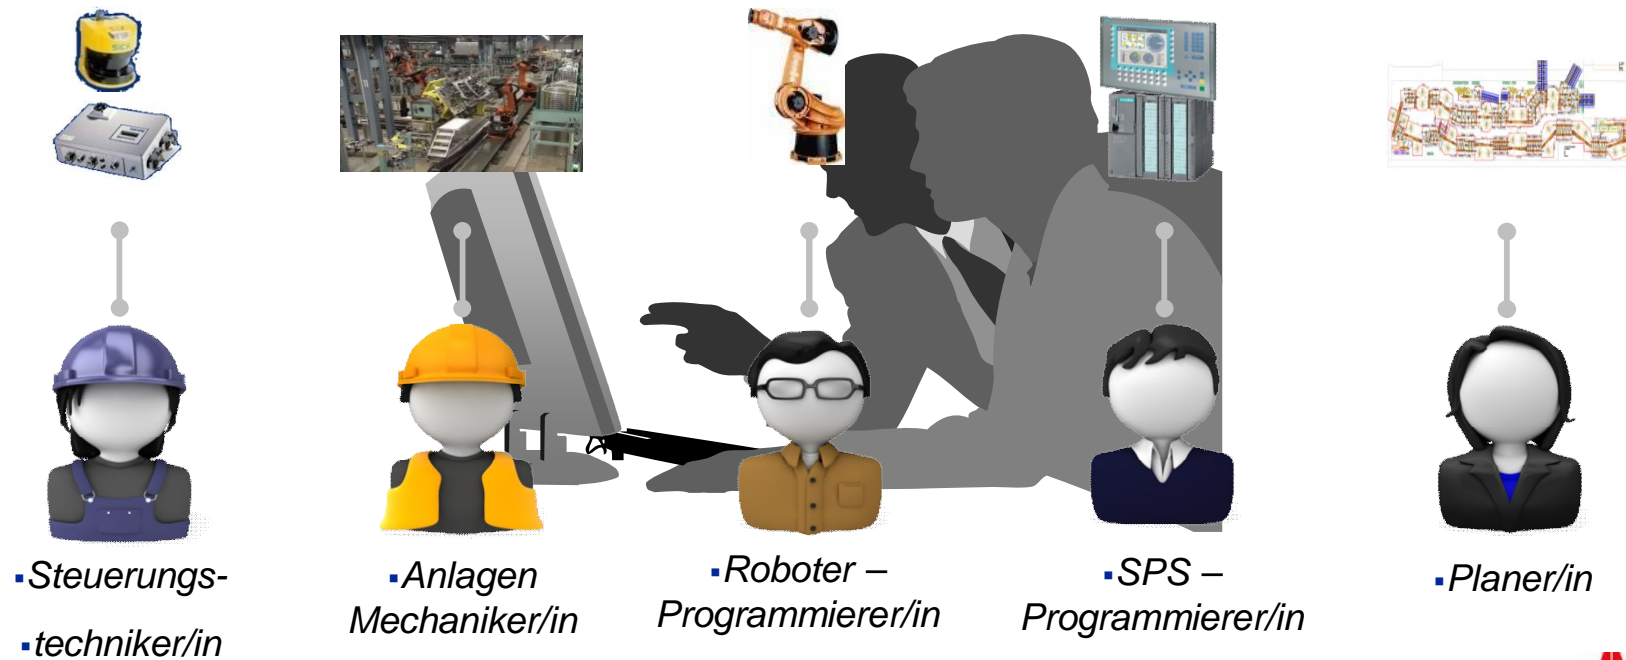 ▪Steuerungs-
▪techniker/in
▪Anlagen
Mechaniker/in
▪Roboter –
Programmierer/in
▪SPS –
Programmierer/in
▪Planer/in